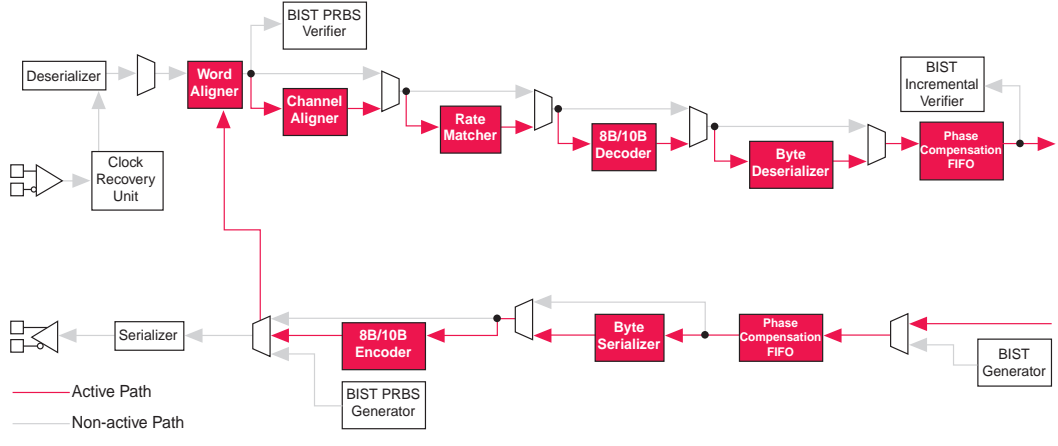 BIST PRBS
Verifier
Deserializer
Word
Aligner
Channel
Aligner
Rate
Matcher
8B/10B
Decoder
Byte
Deserializer
BIST
Incremental
Verifier
Phase
Compensation
FIFO
Clock
Recovery
Unit
Serializer
8B/10B
Encoder
BIST PRBS
Generator
Byte
Serializer
Phase
Compensation
FIFO
BIST
Generator
Active Path
Non-active Path